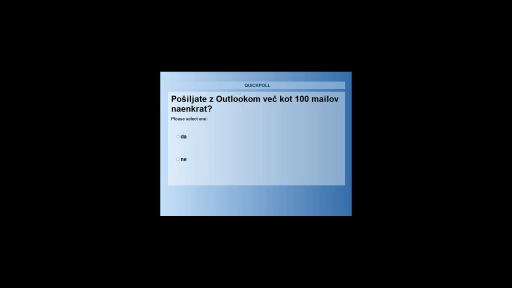 QUICKPOLL
Pošiljate z Outlookom več kot 100 mailov
naenkrat?
Please select one:
da
ne